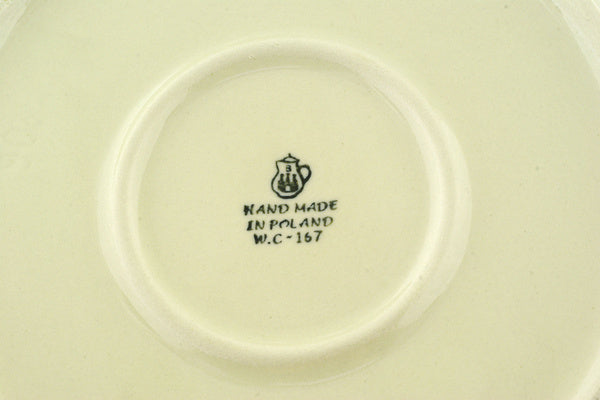 B
HAND MADE
IN POLAND
W.C-167